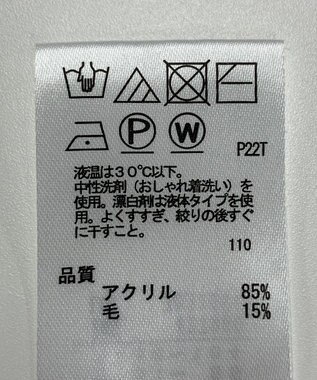 P W
P22T
液温は30℃以下。
中性洗剤（おしゃれ着洗い）を
使用。漂白剤は液体タイプを使
用。よくすすぎ、絞りの後すぐ
に干すこと。
110
品質
アクリル 85%
毛 15%